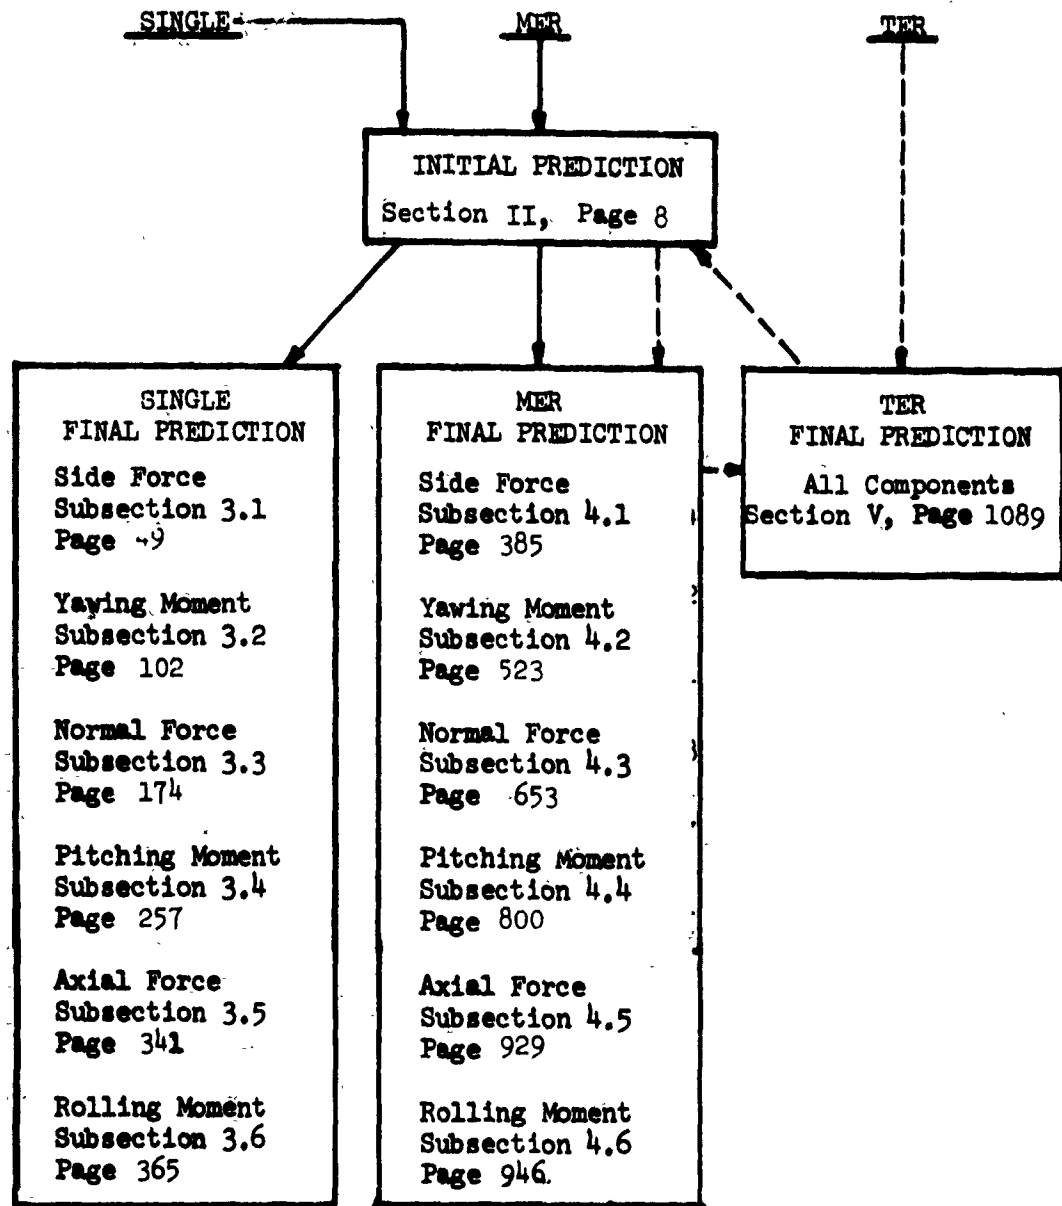 SINGLE
MER
TER
INITIAL PREDICTION
Section II, Page 8
SINGLE
FINAL PREDICTION
Side Force
Subsection 3.1
Page
Yawing Moment
Subsection 3.2
Page 102
Normal Force
Subsection 3.3
Page 174
Pitching Moment
Subsection 3.4
Page 257
Axial Force
Subsection 3.5
Page 341
Rolling Moment
Subsection 3.6
Page 365
MER
FINAL PREDICTION
Side Force
Subsection 4.1
Page 385
Yawing Moment
Subsection 4.2
Page 523
Normal Force
Subsection 4.3
Page 653
Pitching Moment
Subsection 4.4
Page 800
Axial Force
Subsection 4.5
Page 929
Rolling Moment
Subsection 4.6
Page 946.
TER
FINAL PREDICTION
All Components
Section V, Page 1089